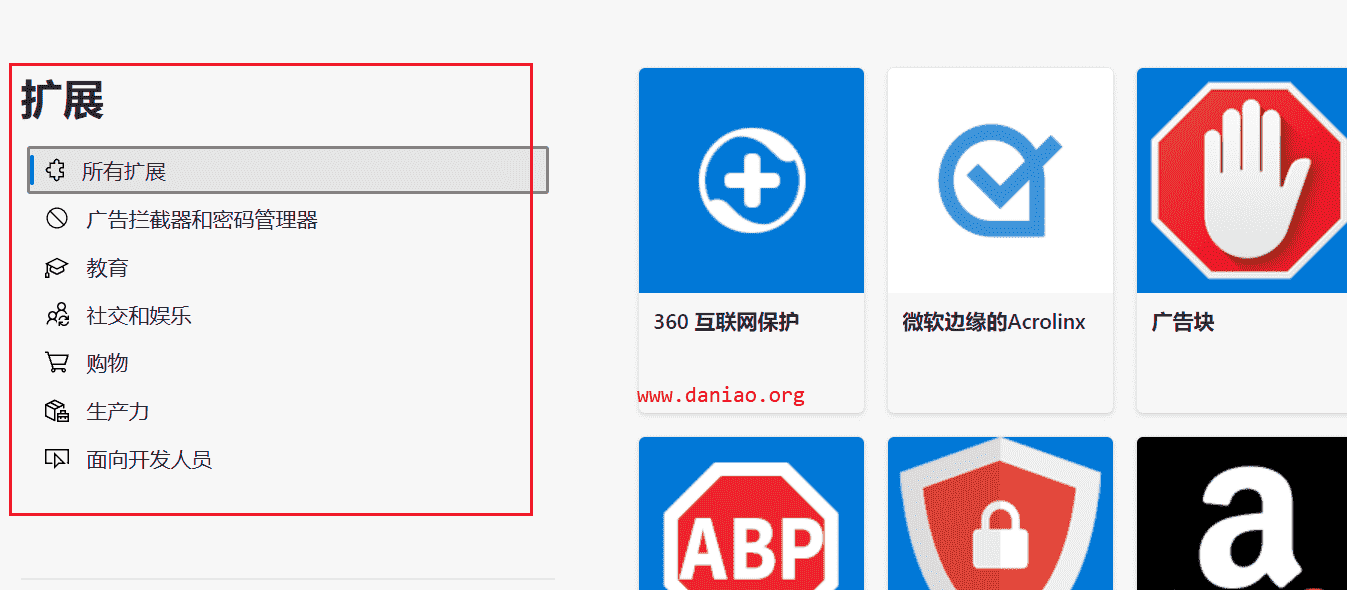 扩展
所有扩展
广告拦截器和密码管理器
教育
社交和娱乐
购物
生产力
面向开发人员
360 互联网保护
微软边缘的Acrolinx
广告块
www.daniao.org
ABP
a